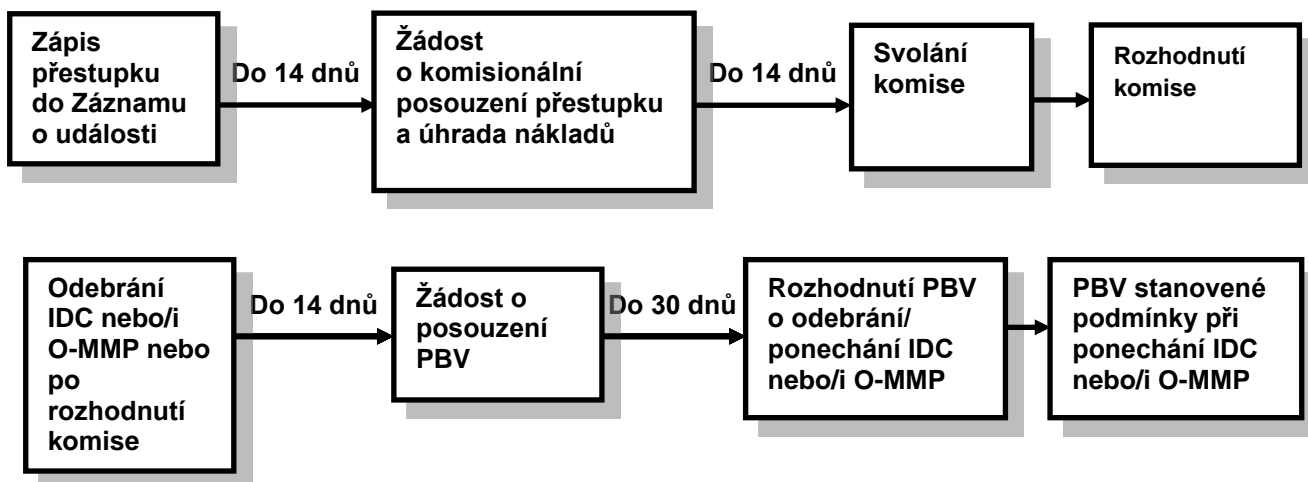 Zápis
přestupku
do Záznamu
o události
Do 14 dnů
Žádost
o komisionální
posouzení přestupku
a úhrada nákladů
Do 14 dnů
Svolání
komise
Rozhodnutí
komise
Odebrání
IDC nebo/i
O-MMP nebo
po
rozhodnutí
komise
Do 14 dnů
Žádost o
posouzení
PBV
Do 30 dnů
Rozhodnutí PBV
o odebrání/
ponechání IDC
nebo/i O-MMP
PBV stanovené
podmínky při
ponechání IDC
nebo/i O-MMP